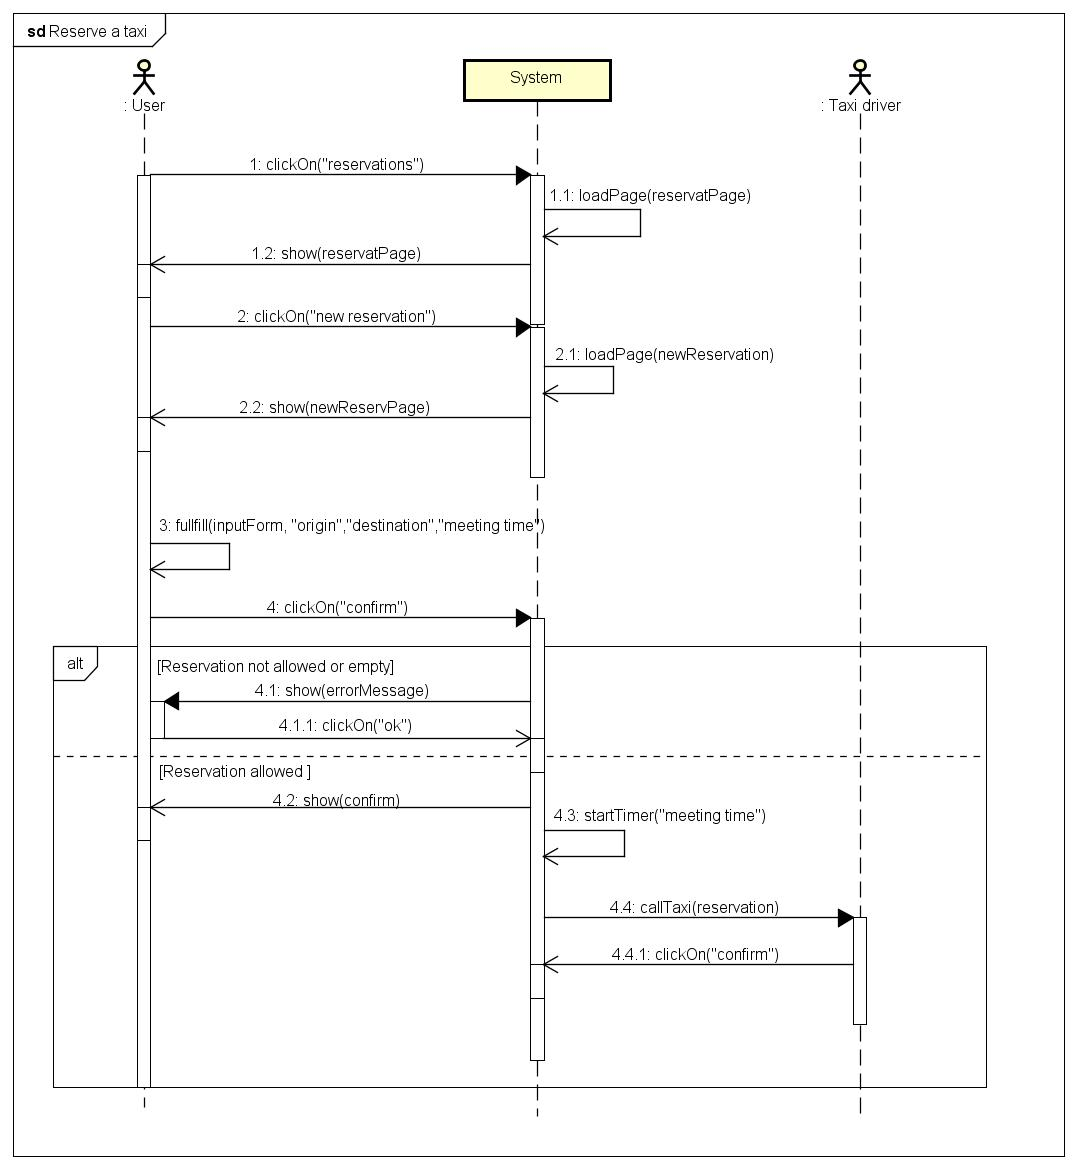 sd Reserve a taxi
: User
System
: Taxi driver
1: clickOn("reservations")
1.1: loadPage(reservatPage)
1.2: show(reservatPage)
2: clickOn("new reservation")
2.1: loadPage(newReservation)
2.2: show(newReservPage)
3: fullfill(inputForm, "origin","destination","meeting time")
4: clickOn("confirm")
alt
[Reservation not allowed or empty]
4.1: show(errorMessage)
4.1.1: clickOn("ok")
[Reservation allowed ]
4.2: show(confirm)
4.3: startTimer("meeting time")
4.4: callTaxi(reservation)
4.4.1: clickOn("confirm")